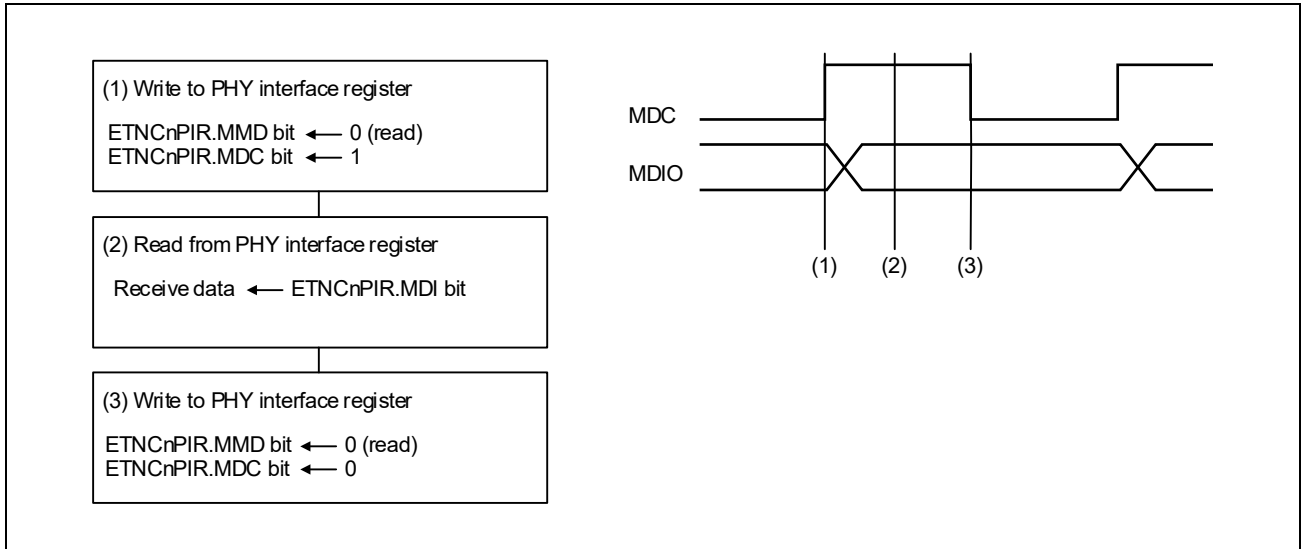 (1) Write to PHY interface register
ETNCnPIR.MMD bit ← 0 (read)
ETNCnPIR.MDC bit ← 1
(2) Read from PHY interface register
Receive data ← ETNCnPIR.MDI bit
(3) Write to PHY interface register
ETNCnPIR.MMD bit ← 0 (read)
ETNCnPIR.MDC bit ← 0
MDC
MDIO
(1) (2) (3)